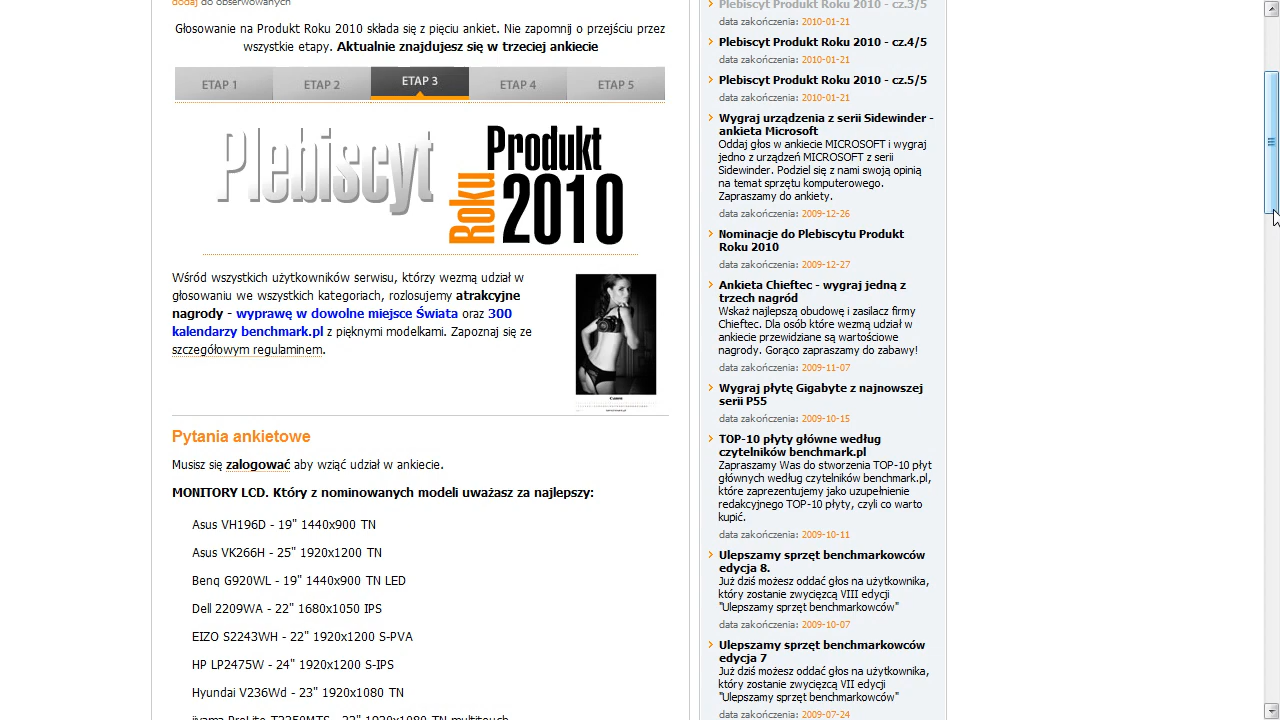 dodaj do obserwowanych
Głosowanie na Produkt Roku 2010 składa się z pięciu ankiet. Nie zapomnij o przejściu przez
wszystkie etapy. Aktualnie znajdujesz się w trzeciej ankiecie
ETAP 1 ETAP 2 ETAP 3 ETAP 4 ETAP 5
Plebiscyt Produkt Roku 2010
Wśród wszystkich użytkowników serwisu, którzy wezmą udział w
głosowaniu we wszystkich kategoriach, rozlosujemy atrakcyjne
nagrody - wyprawę w dowolne miejsce Świata oraz 300
kalendarzy benchmark.pl z pięknymi modelkami. Zapoznaj się ze
szczegółowym regulaminem.
Pytania ankietowe
Musisz się zalogować aby wziąć udział w ankiecie.
MONITORY LCD. Który z nominowanych modeli uważasz za najlepszy:
Asus VH196D - 19" 1440x900 TN
Asus VK266H - 25" 1920x1200 TN
Benq G920WL - 19" 1440x900 TN LED
Dell 2209WA - 22" 1680x1050 IPS
EIZO S2243WH - 22" 1920x1200 S-PVA
HP LP2475W - 24" 1920x1200 S-IPS
Hyundai V236Wd - 23" 1920x1080 TN
iiyama ProLite T2250MTS - 22" 1920x1080 TN multitouch
Plebiscyt Produkt Roku 2010 - cz.3/5
data zakończenia: 2010-01-21
Plebiscyt Produkt Roku 2010 - cz.4/5
data zakończenia: 2010-01-21
Plebiscyt Produkt Roku 2010 - cz.5/5
data zakończenia: 2010-01-21
Wygraj urządzenia z serii Sidewinder -
ankieta Microsoft
Oddaj głos w ankiecie MICROSOFT i wygraj
jedno z urządzeń MICROSOFT z serii
Sidewinder. Podziel się z nami swoją opinią
na temat sprzętu komputerowego.
Zapraszamy do ankiety.
data zakończenia: 2009-12-26
Nominacje do Plebiscytu Produkt
Roku 2010
data zakończenia: 2009-12-27
Ankieta Chieftec - wygraj jedną z
trzech nagród
Wskaż najlepszą obudowę i zasilacz firmy
Chieftec. Dla osób które wezmą udział w
ankiecie przewidziane są wartościowe
nagrody. Gorąco zapraszamy do zabawy!
data zakończenia: 2009-11-07
Wygraj płytę Gigabyte z najnowszej
serii P55
data zakończenia: 2009-10-15
TOP-10 płyty główne według
czytelników benchmark.pl
Zapraszamy Was do stworzenia TOP-10 płyt
głównych według czytelników benchmark.pl,
które zaprezentujemy jako uzupełnienie
redakcyjnego TOP-10 płyty, czyli co warto
kupić.
data zakończenia: 2009-10-11
Ulepszamy sprzęt benchmarkowców
edycja 8.
Już dziś możesz oddać głos na użytkownika,
który zostanie zwycięzcą VIII edycji
"Ulepszamy sprzęt benchmarkowców"
data zakończenia: 2009-10-07
Ulepszamy sprzęt benchmarkowców
edycja 7
Już dziś możesz oddać głos na użytkownika,
który zostanie zwycięzcą VII edycji
"Ulepszamy sprzęt benchmarkowców"
data zakończenia: 2009-07-24